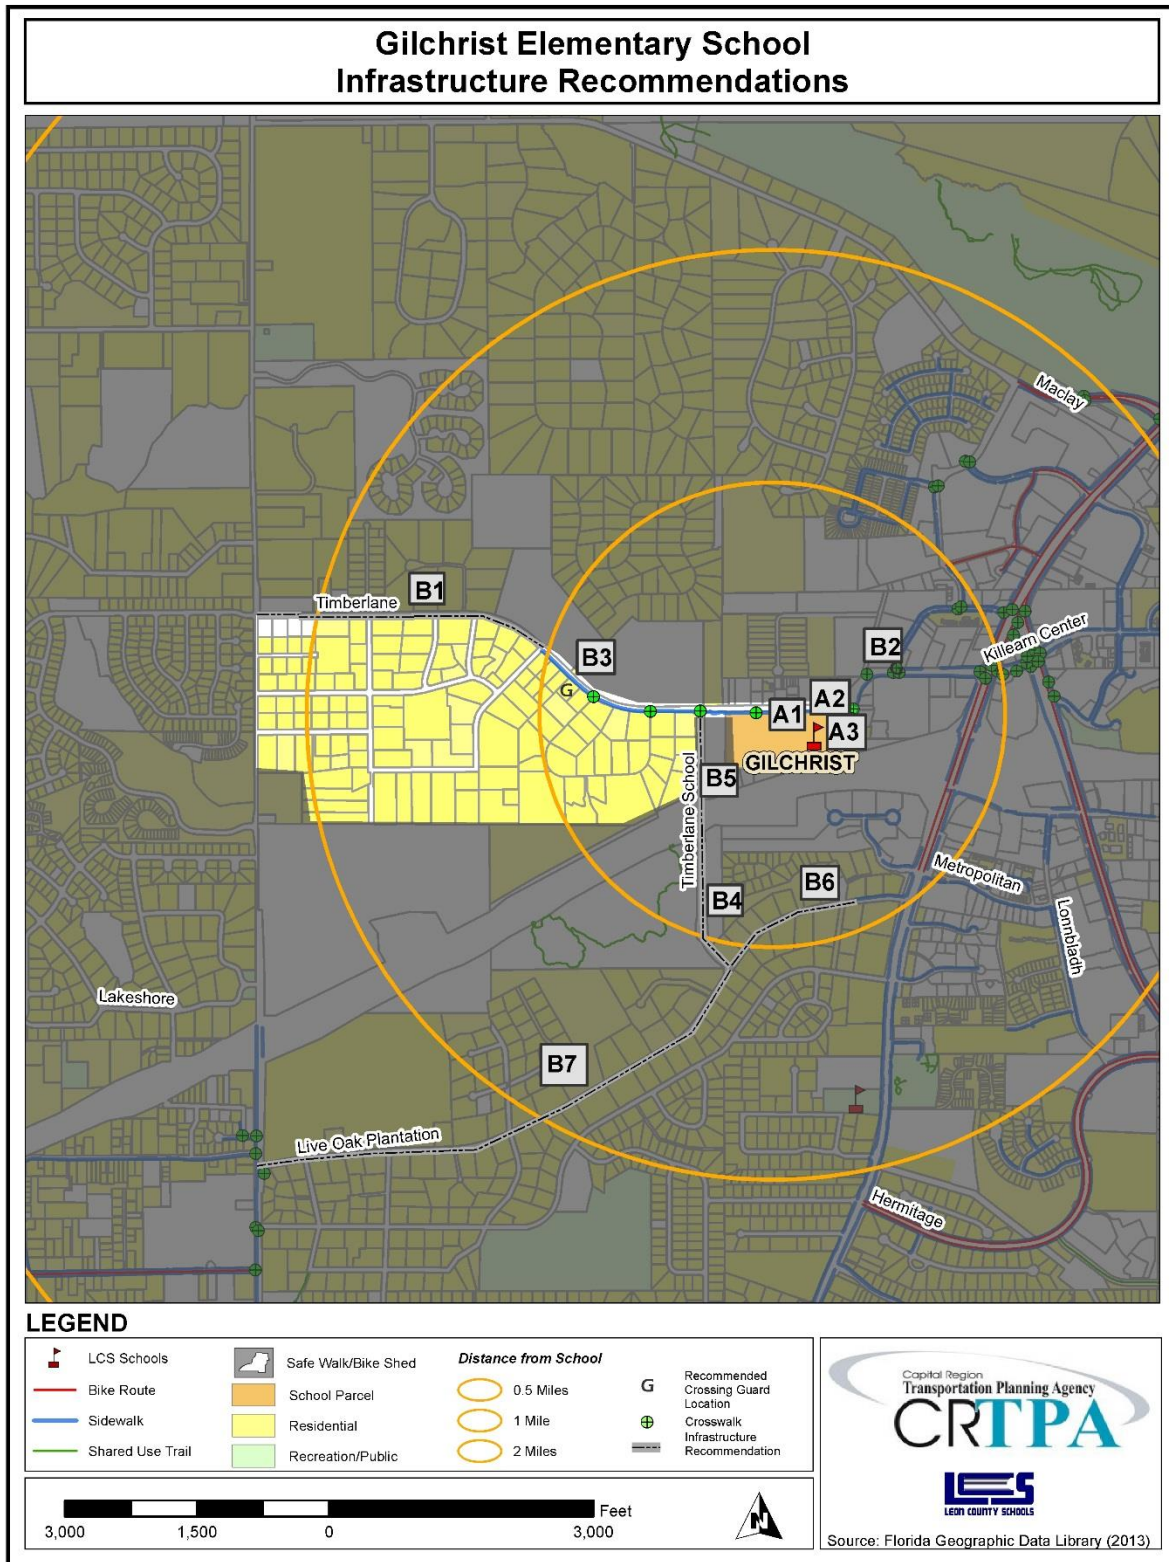 Gilchrist Elementary School
Infrastructure Recommendations
Maclay
B1
Timberlane
B3
B2
Killearn Center
G
A2
A1
A3
GILCHRIST
B5
Timberlane School
Metropolitan
B6
B4
Lonnbladh
Lakeshore
B7
Live Oak Plantation
Hermitage
LEGEND
LCS Schools
Bike Route
Sidewalk
Shared Use Trail
Safe Walk/Bike Shed
School Parcel
Residential
Recreation/Public
Distance from School
0.5 Miles
1 Mile
2 Miles
G
Recommended
Crossing Guard
Location
Crosswalk
Infrastructure
Recommendation
Feet
3,000 1,500 0 3,000
N
Capital Region
Transportation Planning Agency
CRTPA
LCS
LEON COUNTY SCHOOLS
Source: Florida Geographic Data Library (2013)